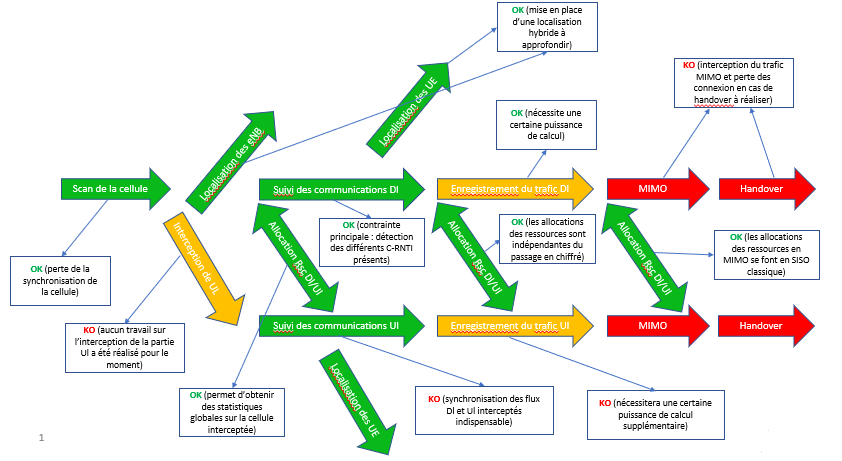 OK (mise en place
d'une localisation
hybride à
approfondir)
KO (interception du trafic
MIMO et perte des
connexion en cas de
handover à réaliser)
Localisation des UE
OK (nécessite une
certaine puissance
de calcul)
Localisation des eNB
Scan de la cellule
Suivi des communications Dl
Enregistrement du trafic Dl
MIMO
Handover
Interception de UL
Allocation Rsc Dl/Ul
OK (contrainte
principale : détection
des différents C-RNTI
présents)
Allocation Rsc Dl/Ul
OK (les allocations
des ressources sont
indépendantes du
passage en chiffré)
Allocation Rsc Dl/Ul
OK (les allocations
des ressources en
MIMO se font en SISO
classique)
OK (perte de la
synchronisation de
la cellule)
Suivi des communications Ul
Enregistrement du trafic Ul
MIMO
Handover
KO (aucun travail sur
l'interception de la partie
Ul a été réalisé pour le
moment)
Localisation des UE
OK (permet d'obtenir
des statistiques
globales sur la cellule
interceptée)
KO (synchronisation des flux
Dl et Ul interceptés
indispensable)
KO (nécessitera une certaine
puissance de calcul
supplémentaire)
1